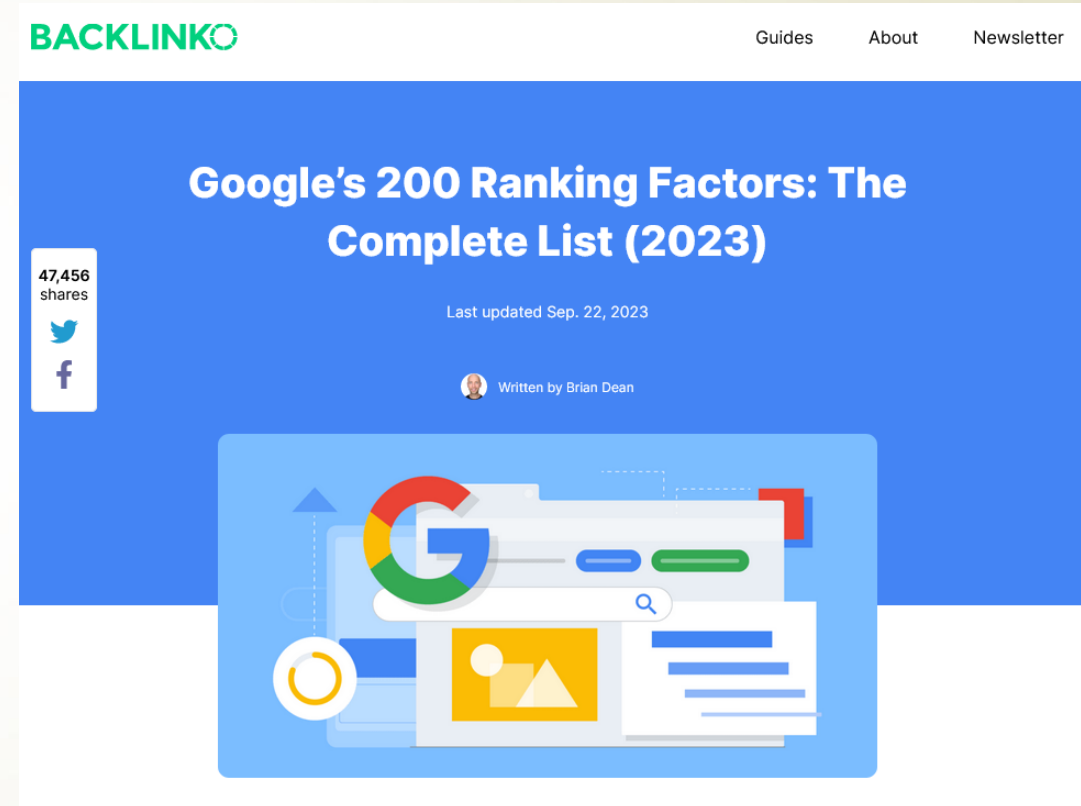 BACKLINKO
Guides About Newsletter
Google’s 200 Ranking Factors: The
Complete List (2023)
47,456
shares
Last updated Sep. 22, 2023
Written by Brian Dean